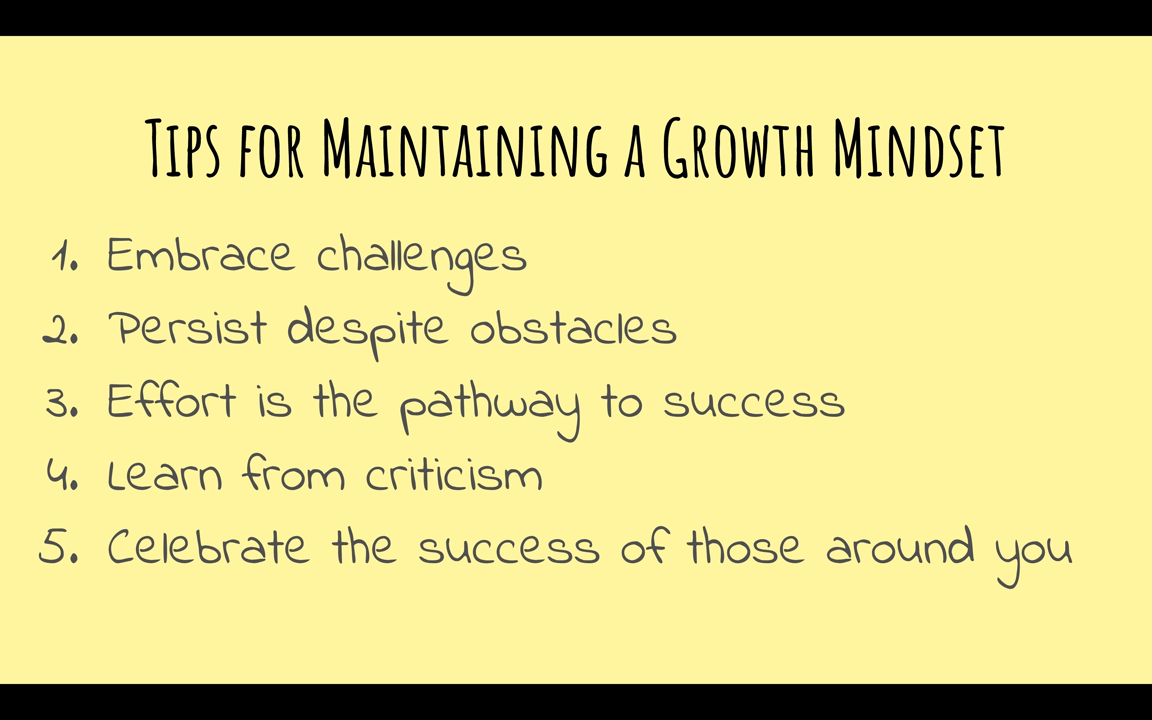 Tips for Maintaining a Growth Mindset
1. Embrace challenges
2. Persist despite obstacles
3. Effort is the pathway to success
4. Learn from criticism
5. Celebrate the success of those around you